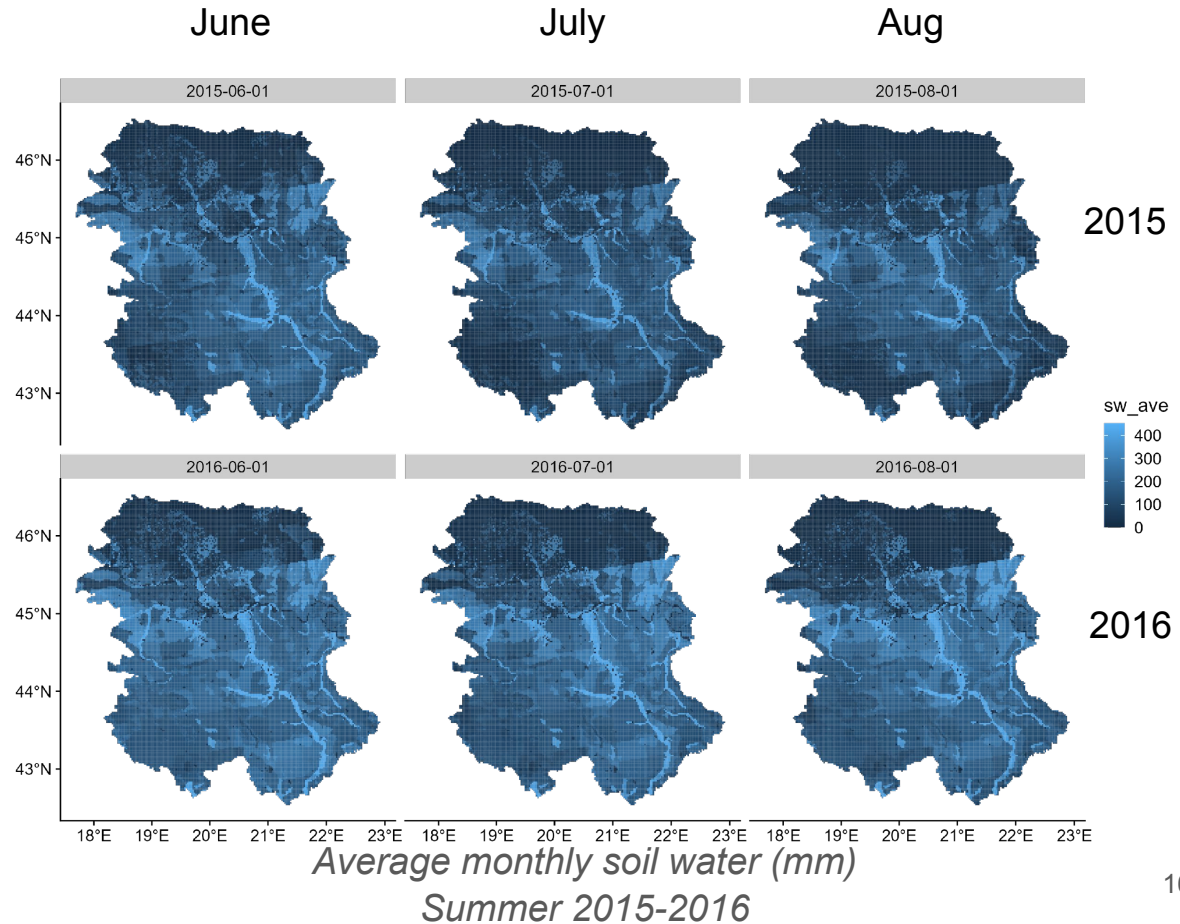 June July Aug
2015-06-01 2015-07-01 2015-08-01
46°N
45°N
44°N
43°N
2015
sw_ave
400
300
200
100
0
2016-06-01 2016-07-01 2016-08-01
46°N
45°N
44°N
43°N
2016
18°E 19°E 20°E 21°E 22°E 23°E 18°E 19°E 20°E 21°E 22°E 23°E 18°E 19°E 20°E 21°E 22°E 23°E
Average monthly soil water (mm)
Summer 2015-2016